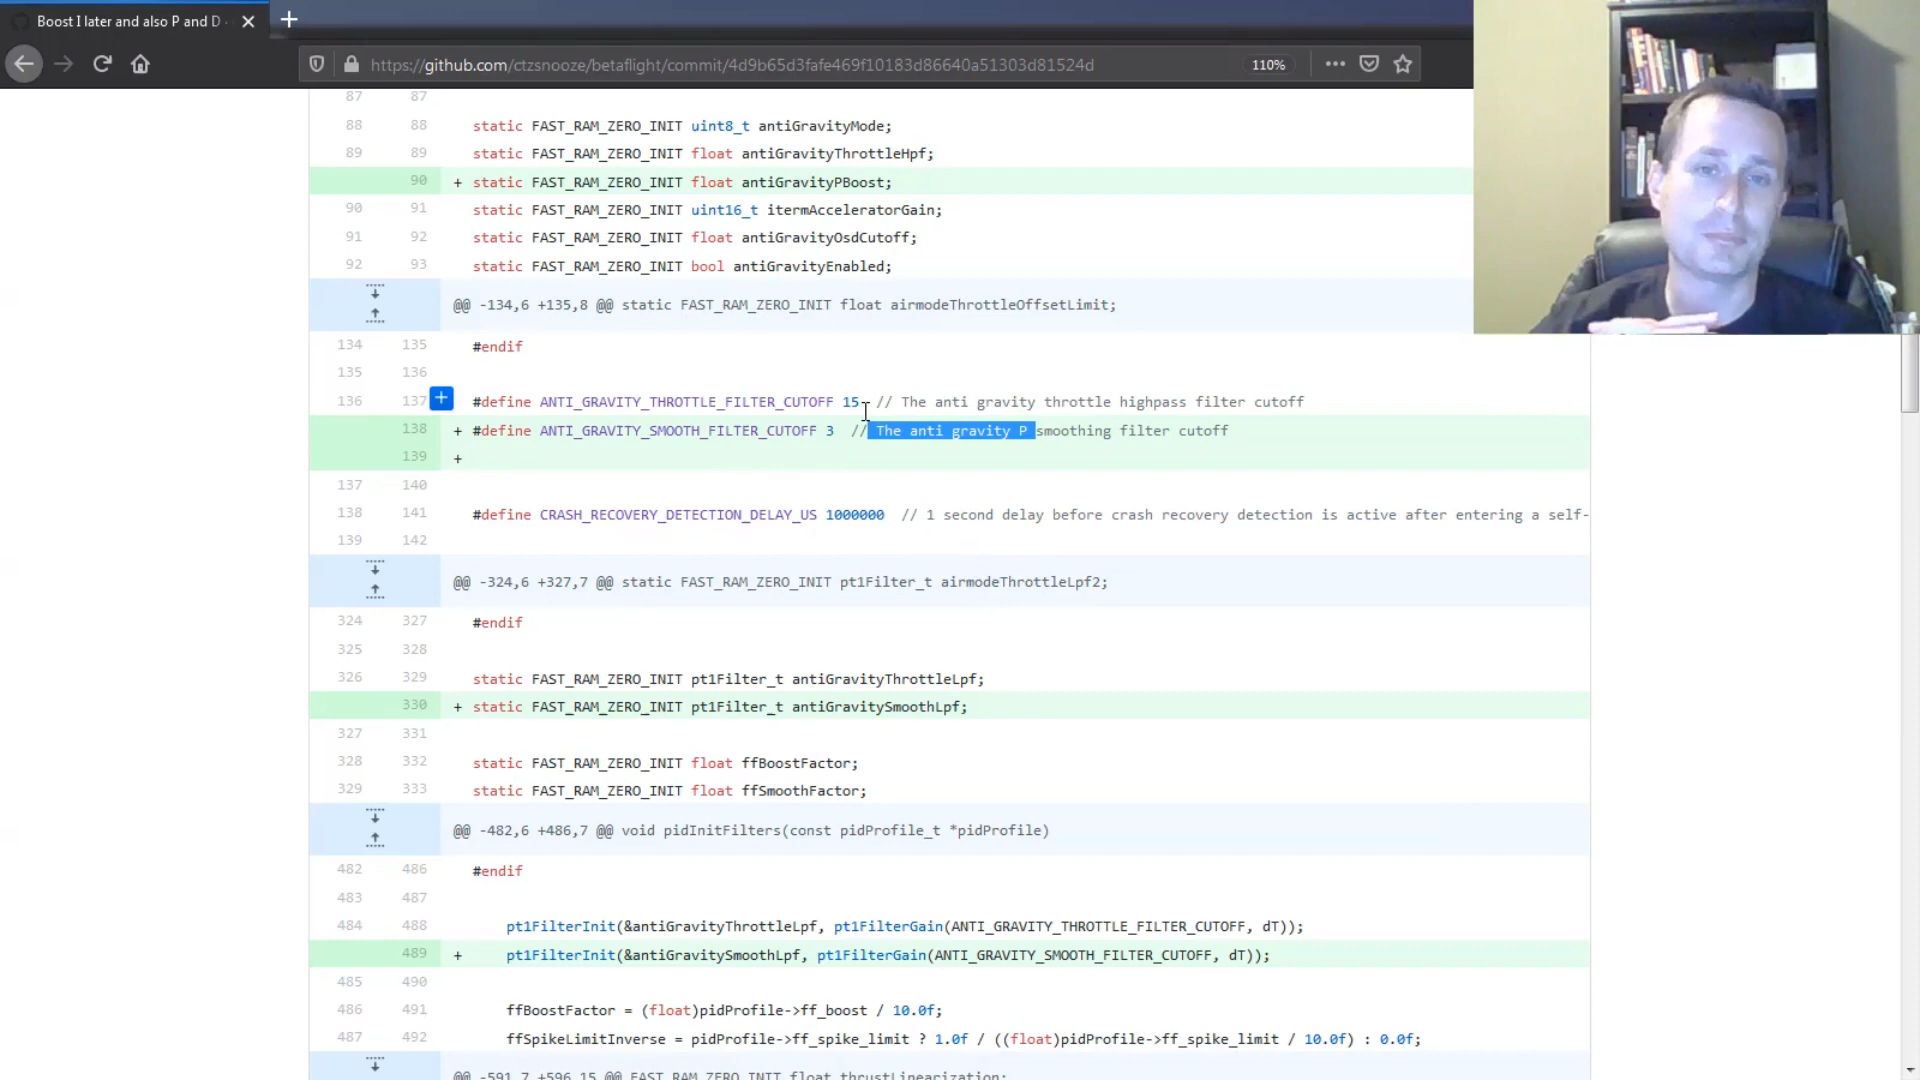 Boost I later and also P and D
https://github.com/ctzsnooze/betaflight/commit/4d9b65d3fafe469f10183d86640a51303d81524d
110%
87 87
88 88 static FAST_RAM_ZERO_INIT uint8_t antiGravityMode;
89 89 static FAST_RAM_ZERO_INIT float antiGravityThrottleHpf;
90 + static FAST_RAM_ZERO_INIT float antiGravityPBoost;
90 91 static FAST_RAM_ZERO_INIT uint16_t itermAcceleratorGain;
91 92 static FAST_RAM_ZERO_INIT float antiGravityOsdCutoff;
92 93 static FAST_RAM_ZERO_INIT bool antiGravityEnabled;
@@ -134,6 +135,8 @@ static FAST_RAM_ZERO_INIT float airmodeThrottleOffsetLimit;
134 135 #endif
135 136
136 137 + #define ANTI_GRAVITY_THROTTLE_FILTER_CUTOFF 15 // The anti gravity throttle highpass filter cutoff
138 + #define ANTI_GRAVITY_SMOOTH_FILTER_CUTOFF 3 // The anti gravity P smoothing filter cutoff
139 +
137 140
138 141 #define CRASH_RECOVERY_DETECTION_DELAY_US 1000000 // 1 second delay before crash recovery detection is active after entering a self-
139 142
@@ -324,6 +327,7 @@ static FAST_RAM_ZERO_INIT pt1Filter_t airmodeThrottleLpf2;
324 327 #endif
325 328
326 329 static FAST_RAM_ZERO_INIT pt1Filter_t antiGravityThrottleLpf;
330 + static FAST_RAM_ZERO_INIT pt1Filter_t antiGravitySmoothLpf;
327 331
328 332 static FAST_RAM_ZERO_INIT float ffBoostFactor;
329 333 static FAST_RAM_ZERO_INIT float ffSmoothFactor;
@@ -482,6 +486,7 @@ void pidInitFilters(const pidProfile_t *pidProfile)
482 486 #endif
483 487
484 488 pt1FilterInit(&antiGravityThrottleLpf, pt1FilterGain(ANTI_GRAVITY_THROTTLE_FILTER_CUTOFF, dT));
489 + pt1FilterInit(&antiGravitySmoothLpf, pt1FilterGain(ANTI_GRAVITY_SMOOTH_FILTER_CUTOFF, dT));
485 490
486 491 ffBoostFactor = (float)pidProfile->ff_boost / 10.0f;
487 492 ffSpikeLimitInverse = pidProfile->ff_spike_limit ? 1.0f / ((float)pidProfile->ff_spike_limit / 10.0f) : 0.0f;
@@ -591,7 +596,15 @@ FAST_RAM_ZERO_INIT float thrustLinearization;